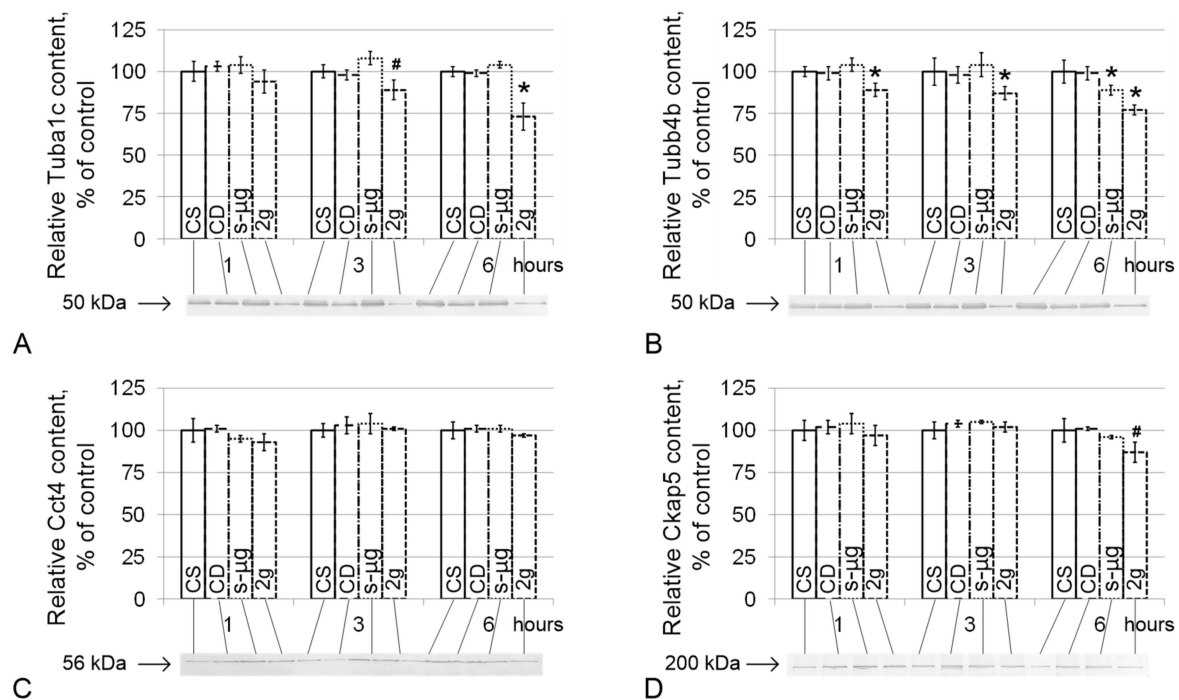 Relative Tuba1c content,
% of control
125
100
75
50
25
0
#
*
CS
CD
s-µg
2g
CS
CD
s-µg
2g
CS
CD
s-µg
2g
1
3
6
hours
50 kDa
A
Relative Tubb4b content,
% of control
125
100
75
50
25
0
*
*
*
*
CS
CD
s-µg
2g
CS
CD
s-µg
2g
CS
CD
s-µg
2g
1
3
6
hours
50 kDa
B
Relative Cct4 content,
% of control
125
100
75
50
25
0
CS
CD
s-µg
2g
CS
CD
s-µg
2g
CS
CD
s-µg
2g
1
3
6
hours
56 kDa
C
Relative Ckap5 content,
% of control
125
100
75
50
25
0
#
CS
CD
s-µg
2g
CS
CD
s-µg
2g
CS
CD
s-µg
2g
1
3
6
hours
200 kDa
D